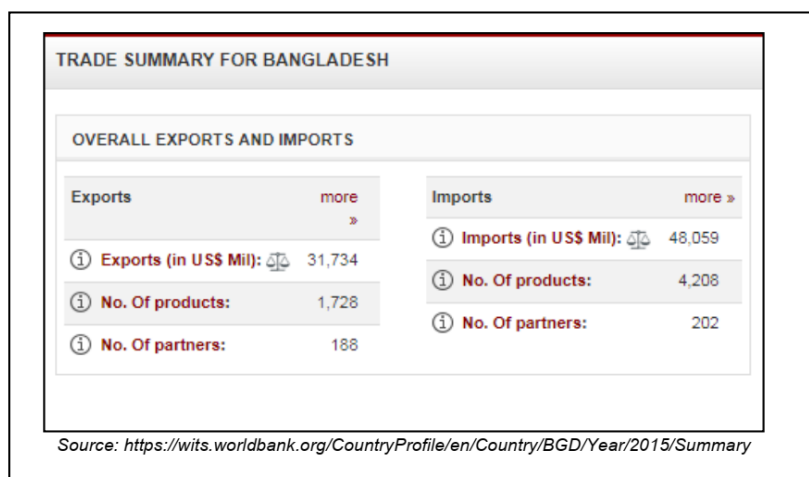 TRADE SUMMARY FOR BANGLADESH
OVERALL EXPORTS AND IMPORTS
Exports more
»
Exports (in US$ Mil): 31,734
No. Of products: 1,728
No. Of partners: 188
Imports more »
Imports (in US$ Mil): 48,059
No. Of products: 4,208
No. Of partners: 202
Source: https://wits.worldbank.org/CountryProfile/en/Country/BGD/Year/2015/Summary